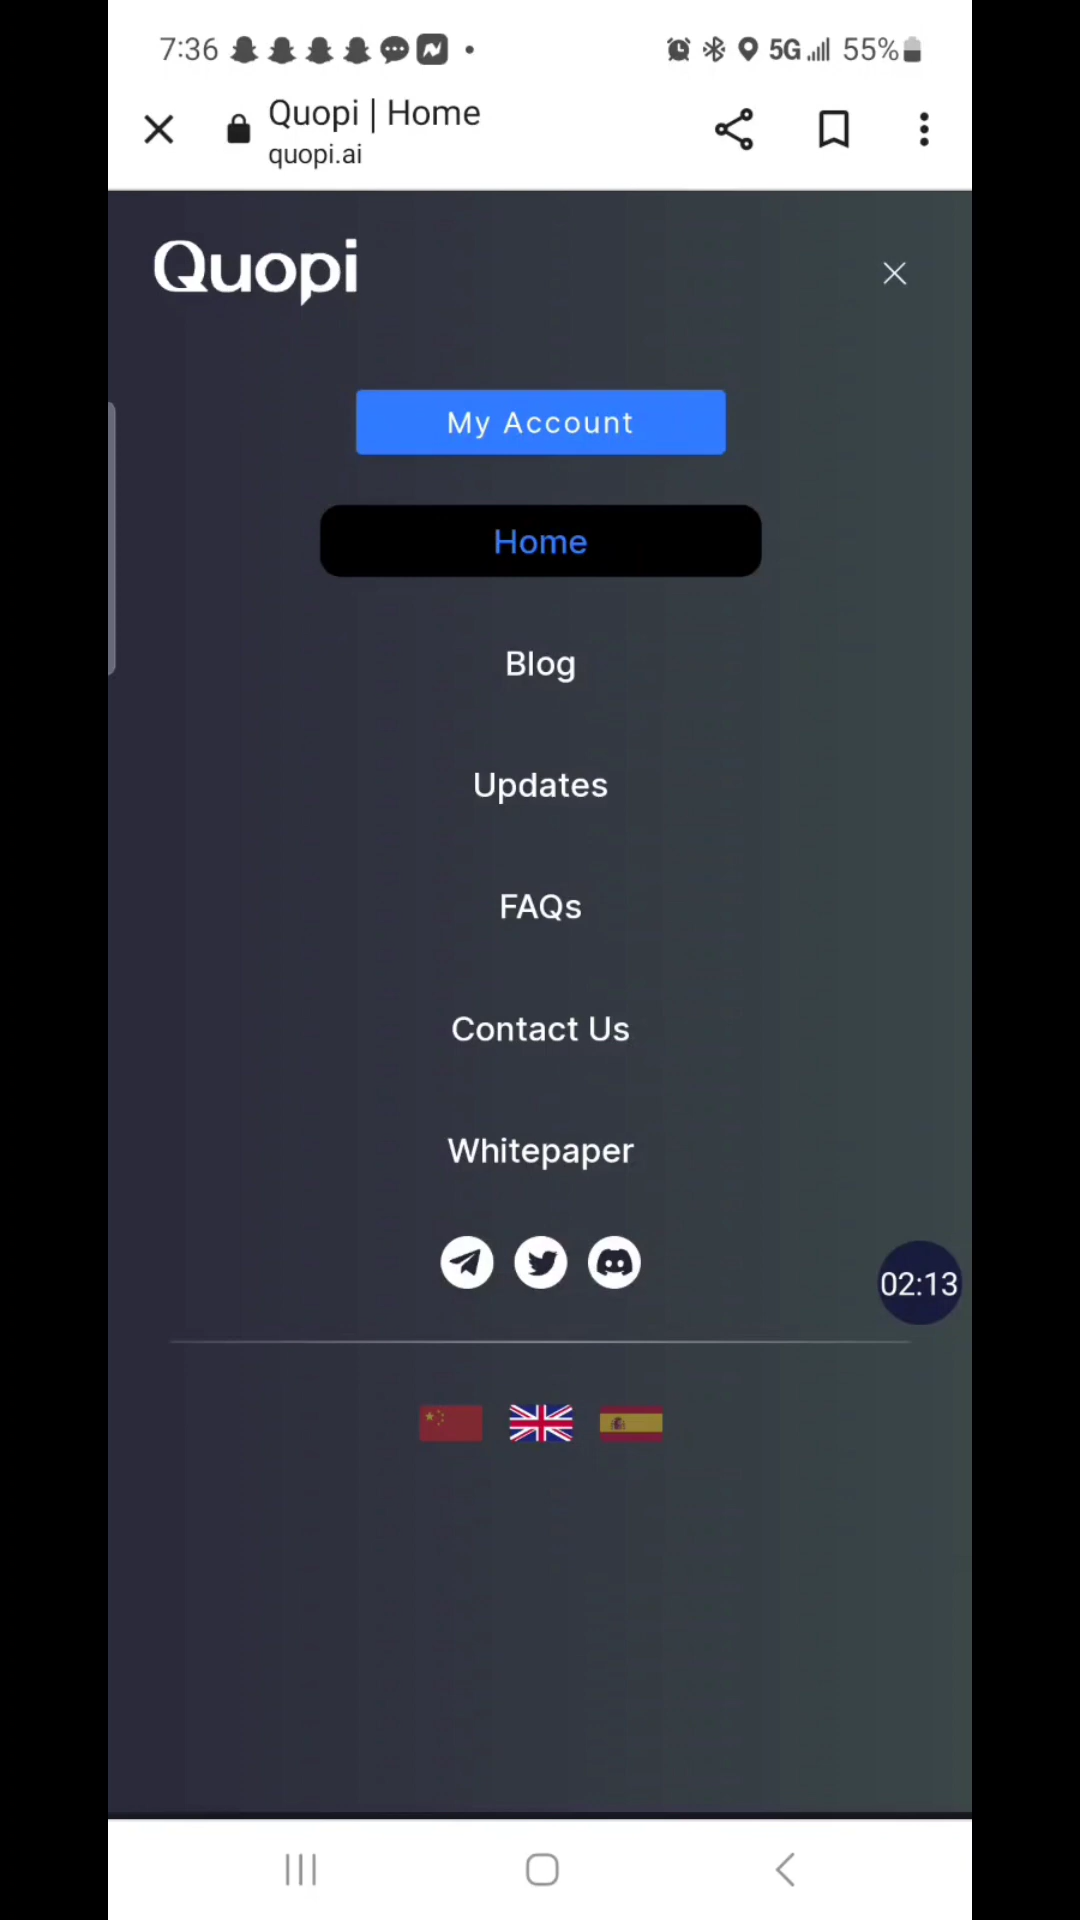 7:36 5G 55%
Quopi | Home
quopi.ai
Quopi
My Account
Home
Blog
Updates
FAQs
Contact Us
Whitepaper
02:13